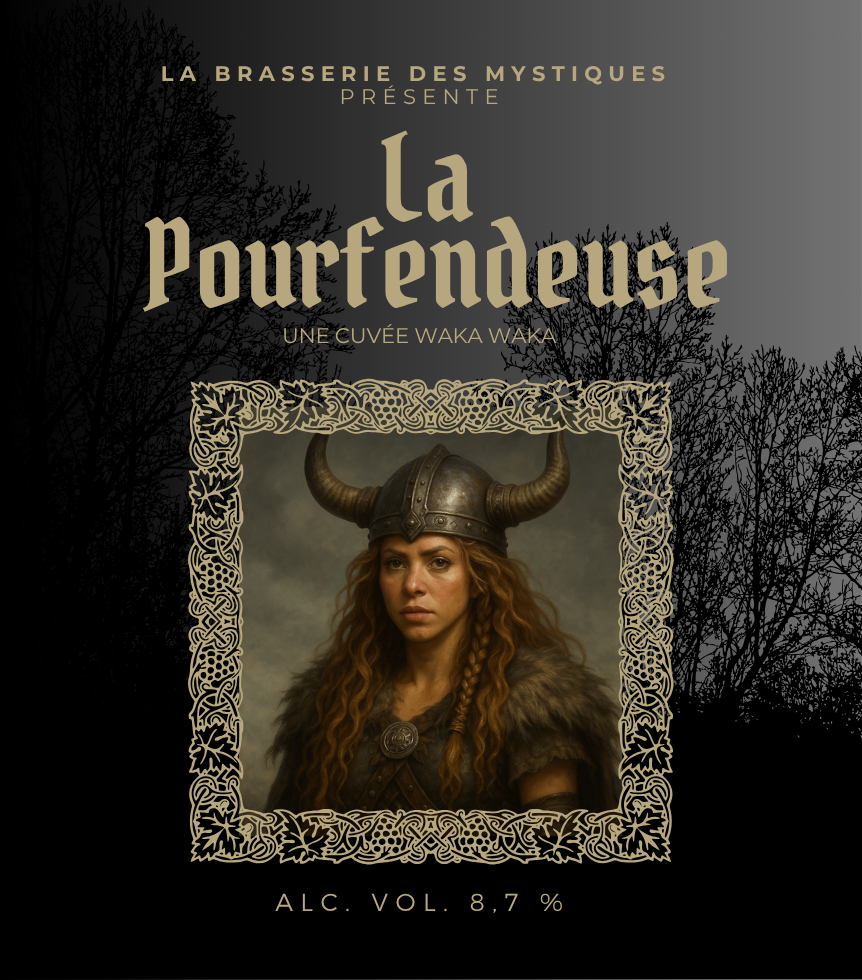 LA BRASSERIE DES MYSTIQUES
PRÉSENTE
La
Pourfendeuse
UNE CUVÉE WAKA WAKA
ALC. VOL. 8,7 %